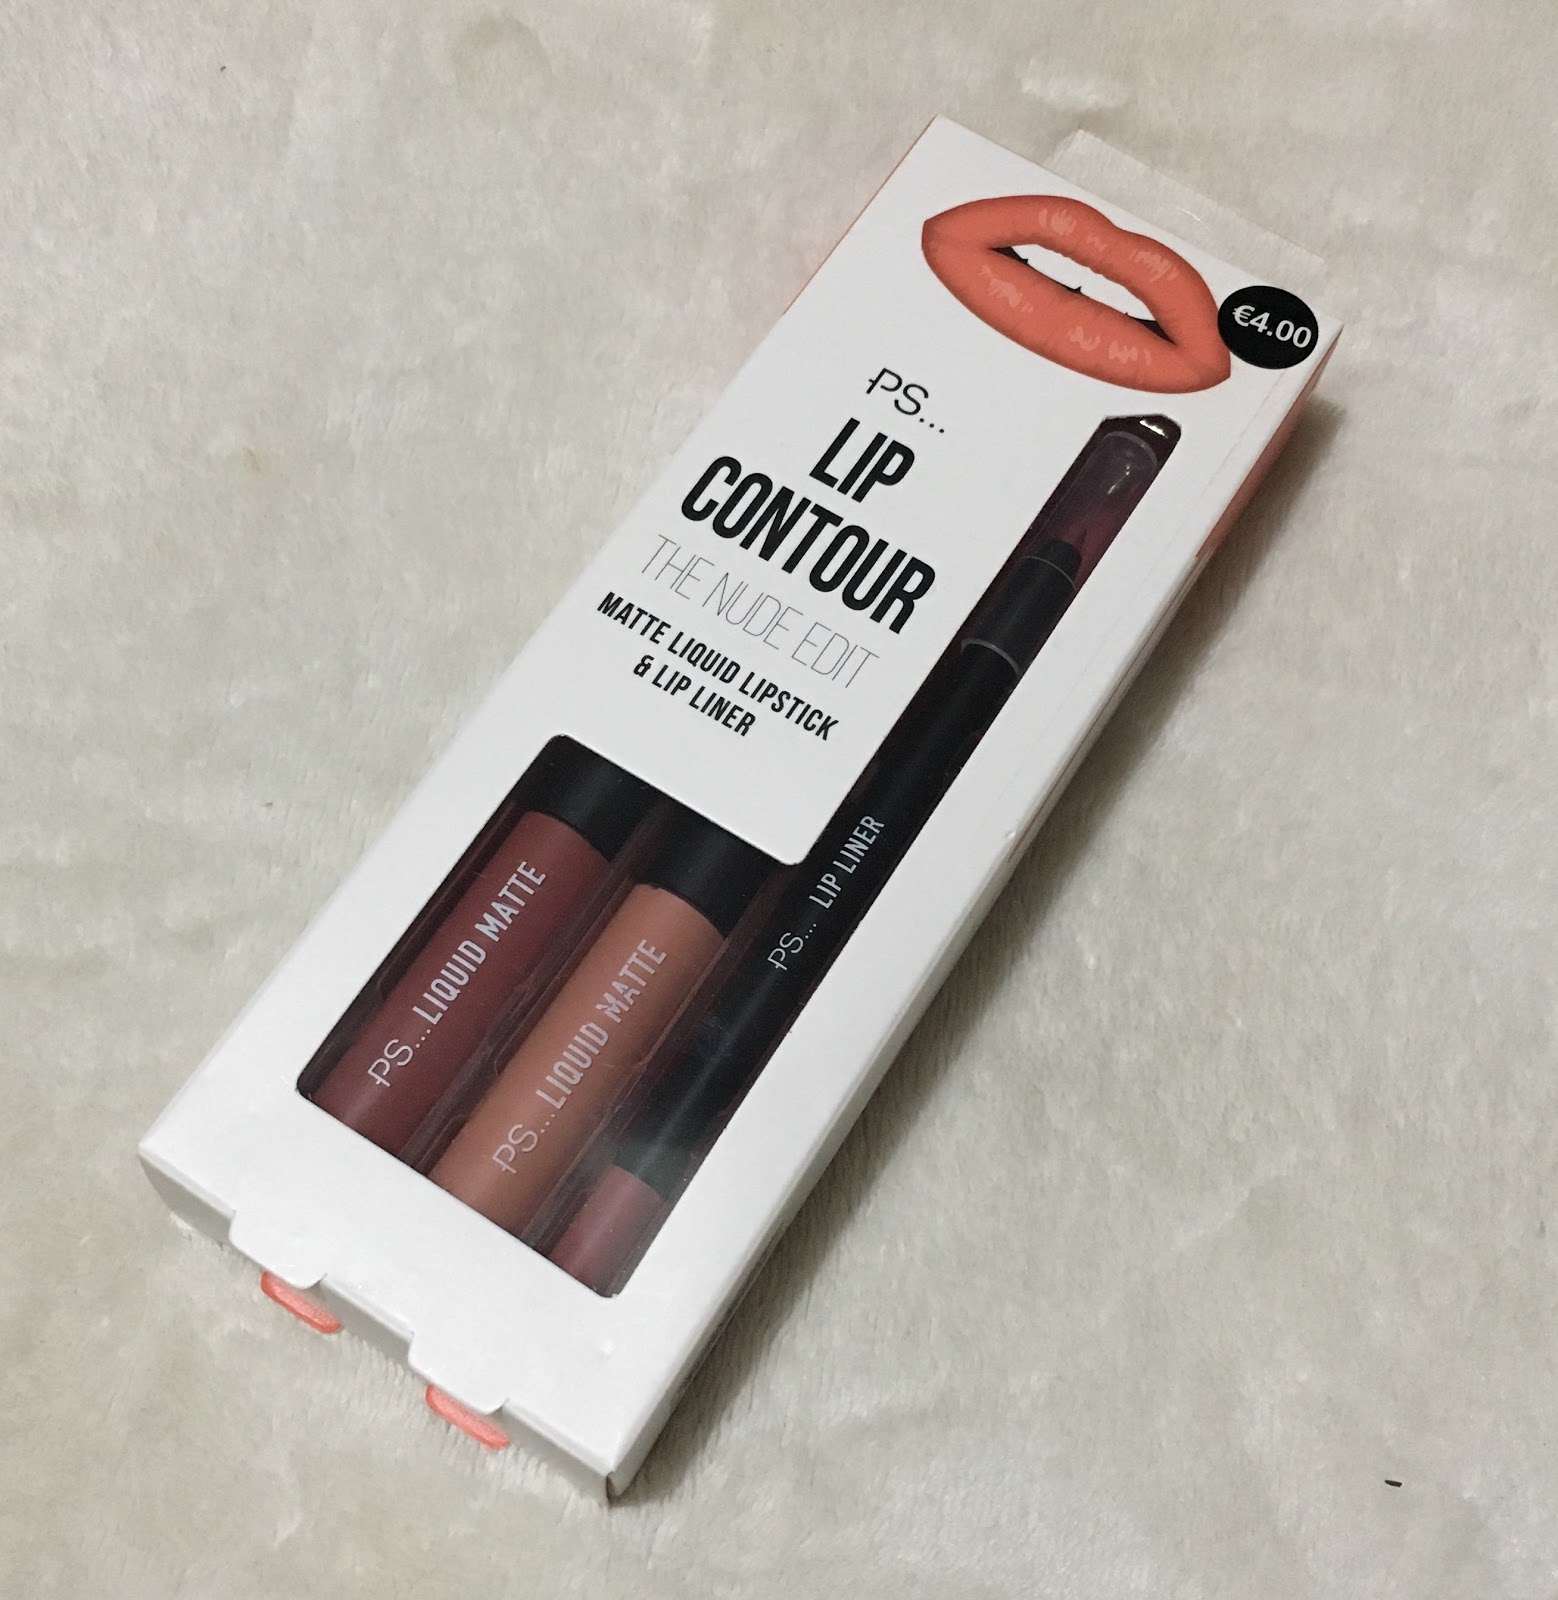 €4.00
PS...
LIP
CONTOUR
THE NUDE EDIT
MATTE LIQUID LIPSTICK
& LIP LINER
PS... LIQUID MATTE
PS... LIQUID MATTE
PS... LIP LINER